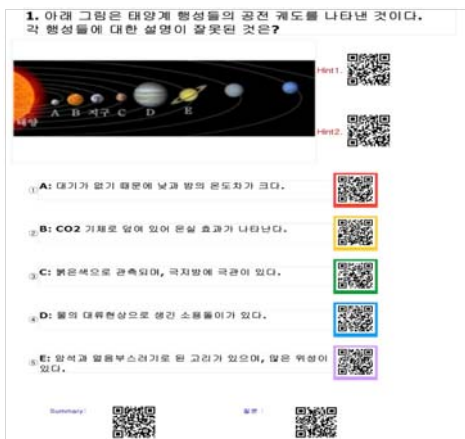 1. 아래 그림은 태양계 행성들의 공전 궤도를 나타낸 것이다.
각 행성들에 대한 설명이 잘못된 것은?
Hint1.
A B 지구 C D E
태양
Hint2.
① A: 대기가 없기 때문에 낮과 밤의 온도차가 크다.
② B: CO2 기체로 덮여 있어 온실 효과가 나타난다.
③ C: 붉은색으로 관측되며, 극지방에 극관이 있다.
④ D: 물의 대류현상으로 생긴 소용돌이가 있다.
⑤ E: 암석과 얼음부스러기로 된 고리가 있으며, 많은 위성이
있다.
Summary: 질문 :